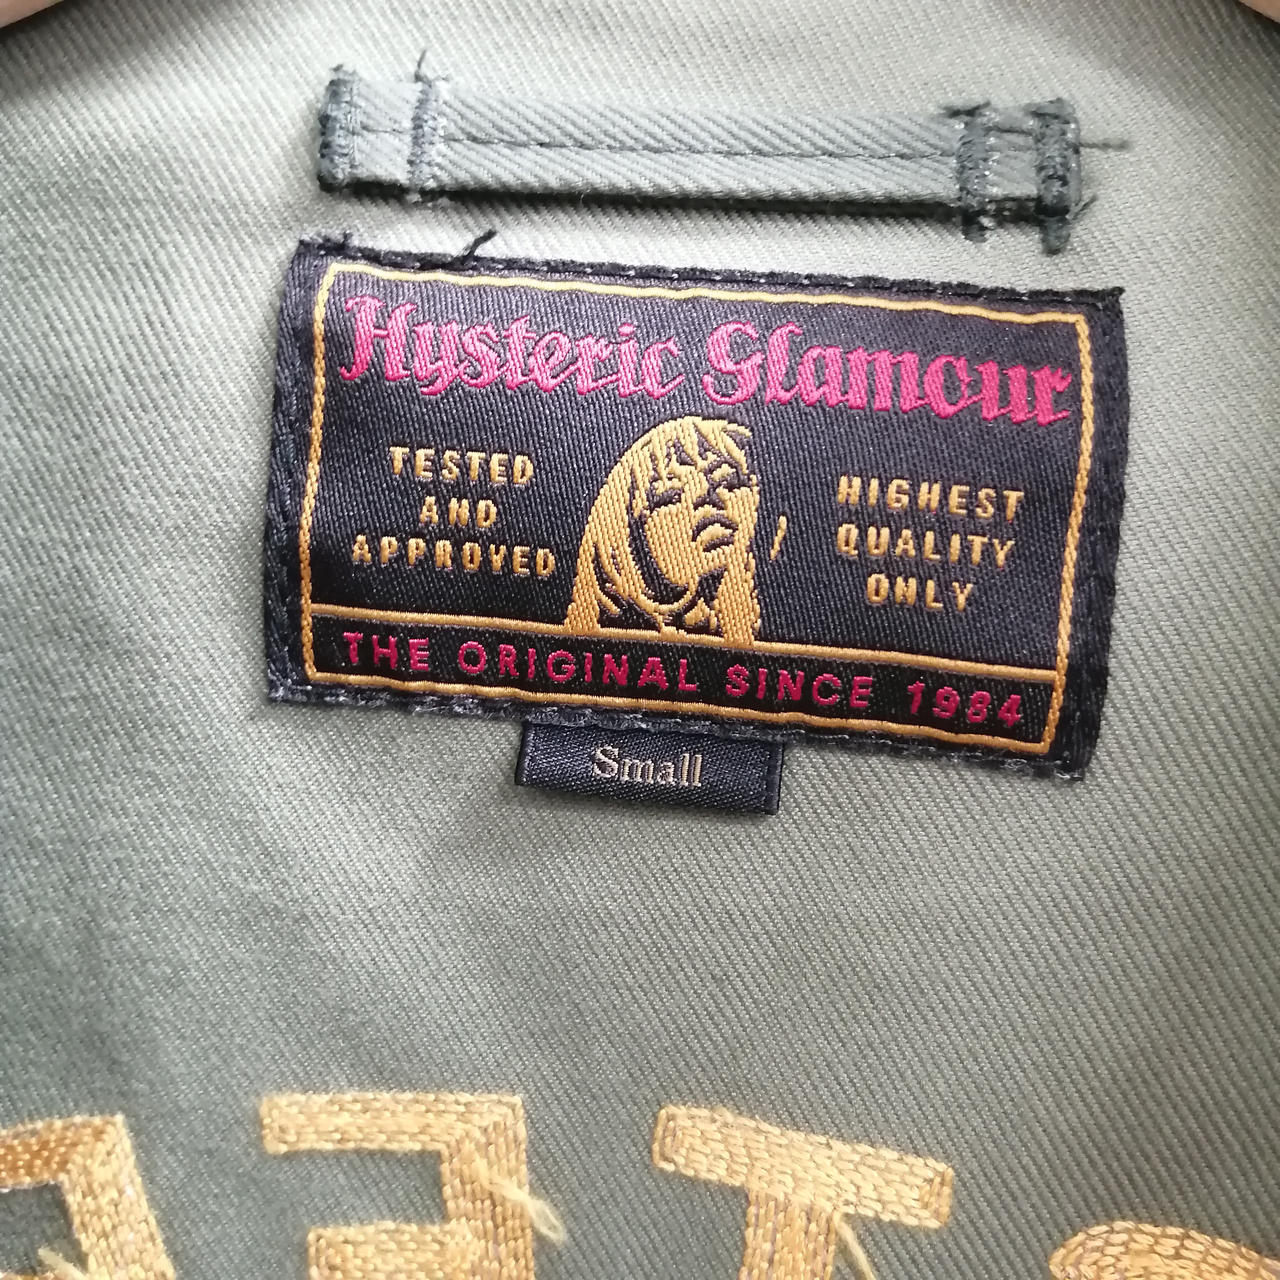 Hysteric Glamour
TESTED
AND
APPROVED
HIGHEST
QUALITY
ONLY
THE ORIGINAL SINCE 1984
Small